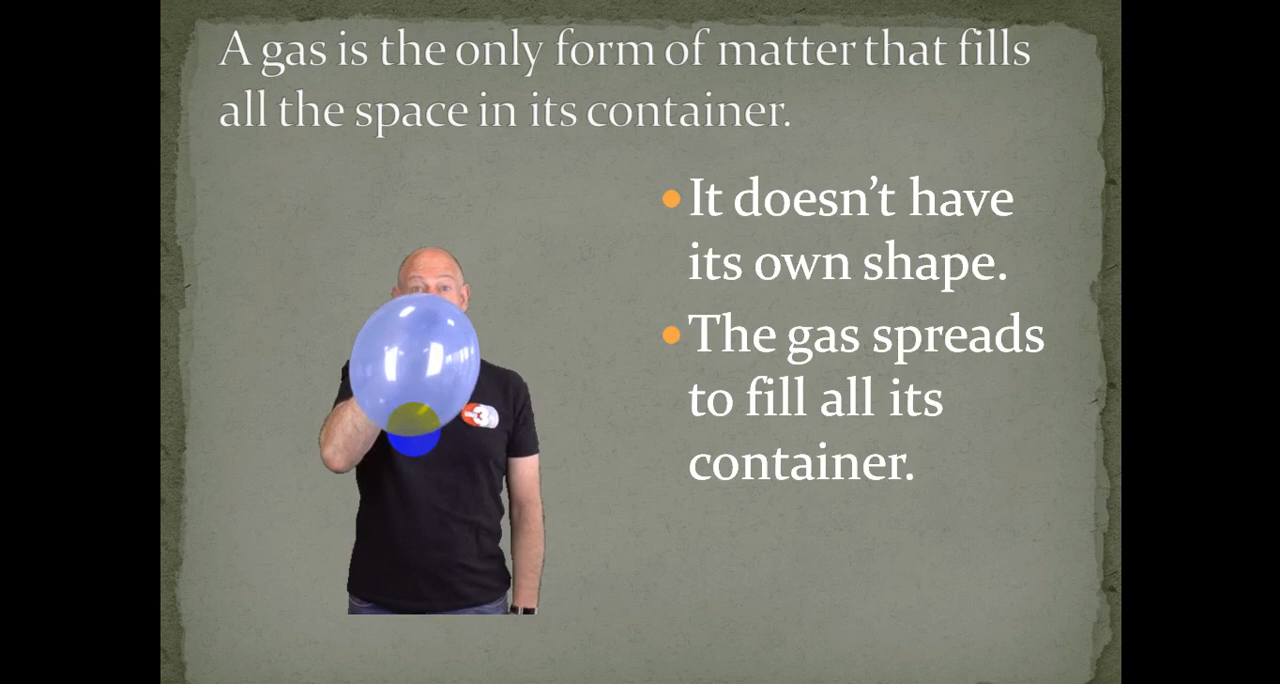 A gas is the only form of matter that fills
all the space in its container.
It doesn’t have
its own shape.
The gas spreads
to fill all its
container.